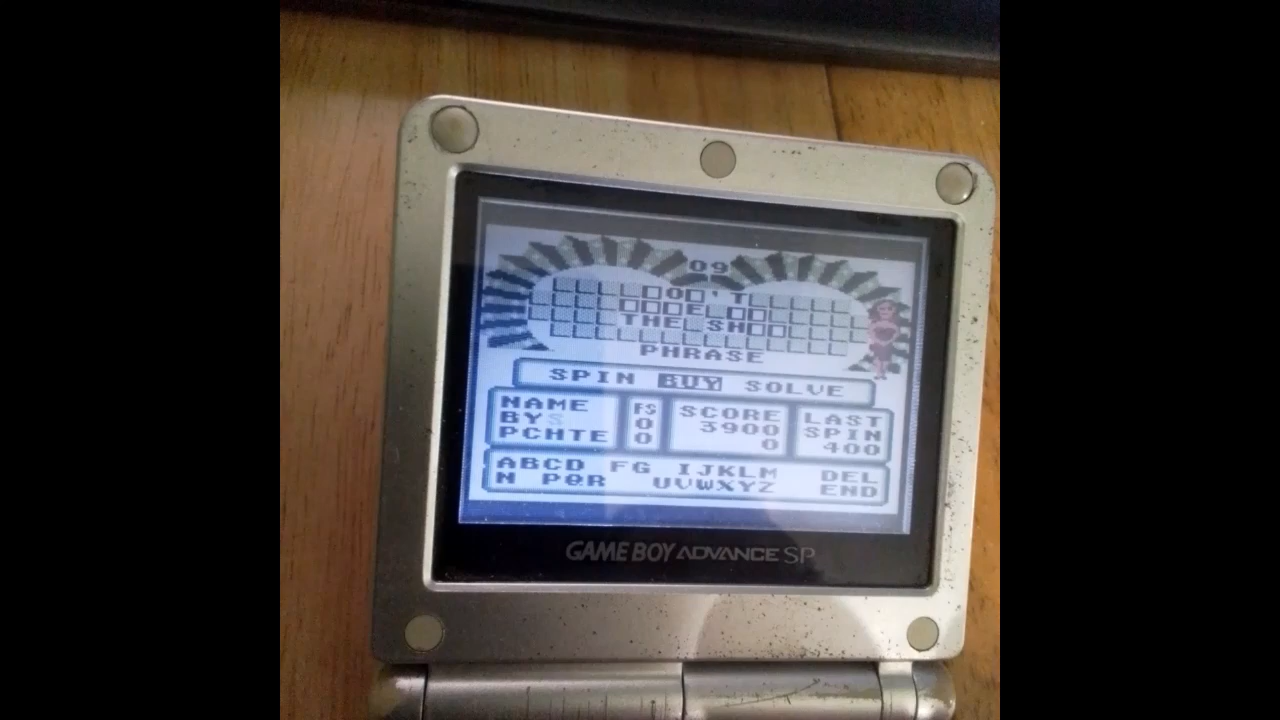 09
□O□'T
□□□E □□
THE SH□□
PHRASE
SPIN BUY SOLVE
NAME FS SCORE LAST
BYS 0 3900 SPIN
PCHTE 0 0 400
ABCD FG IJKLM DEL
N PQR UVWXYZ END
GAME BOY ADVANCE SP